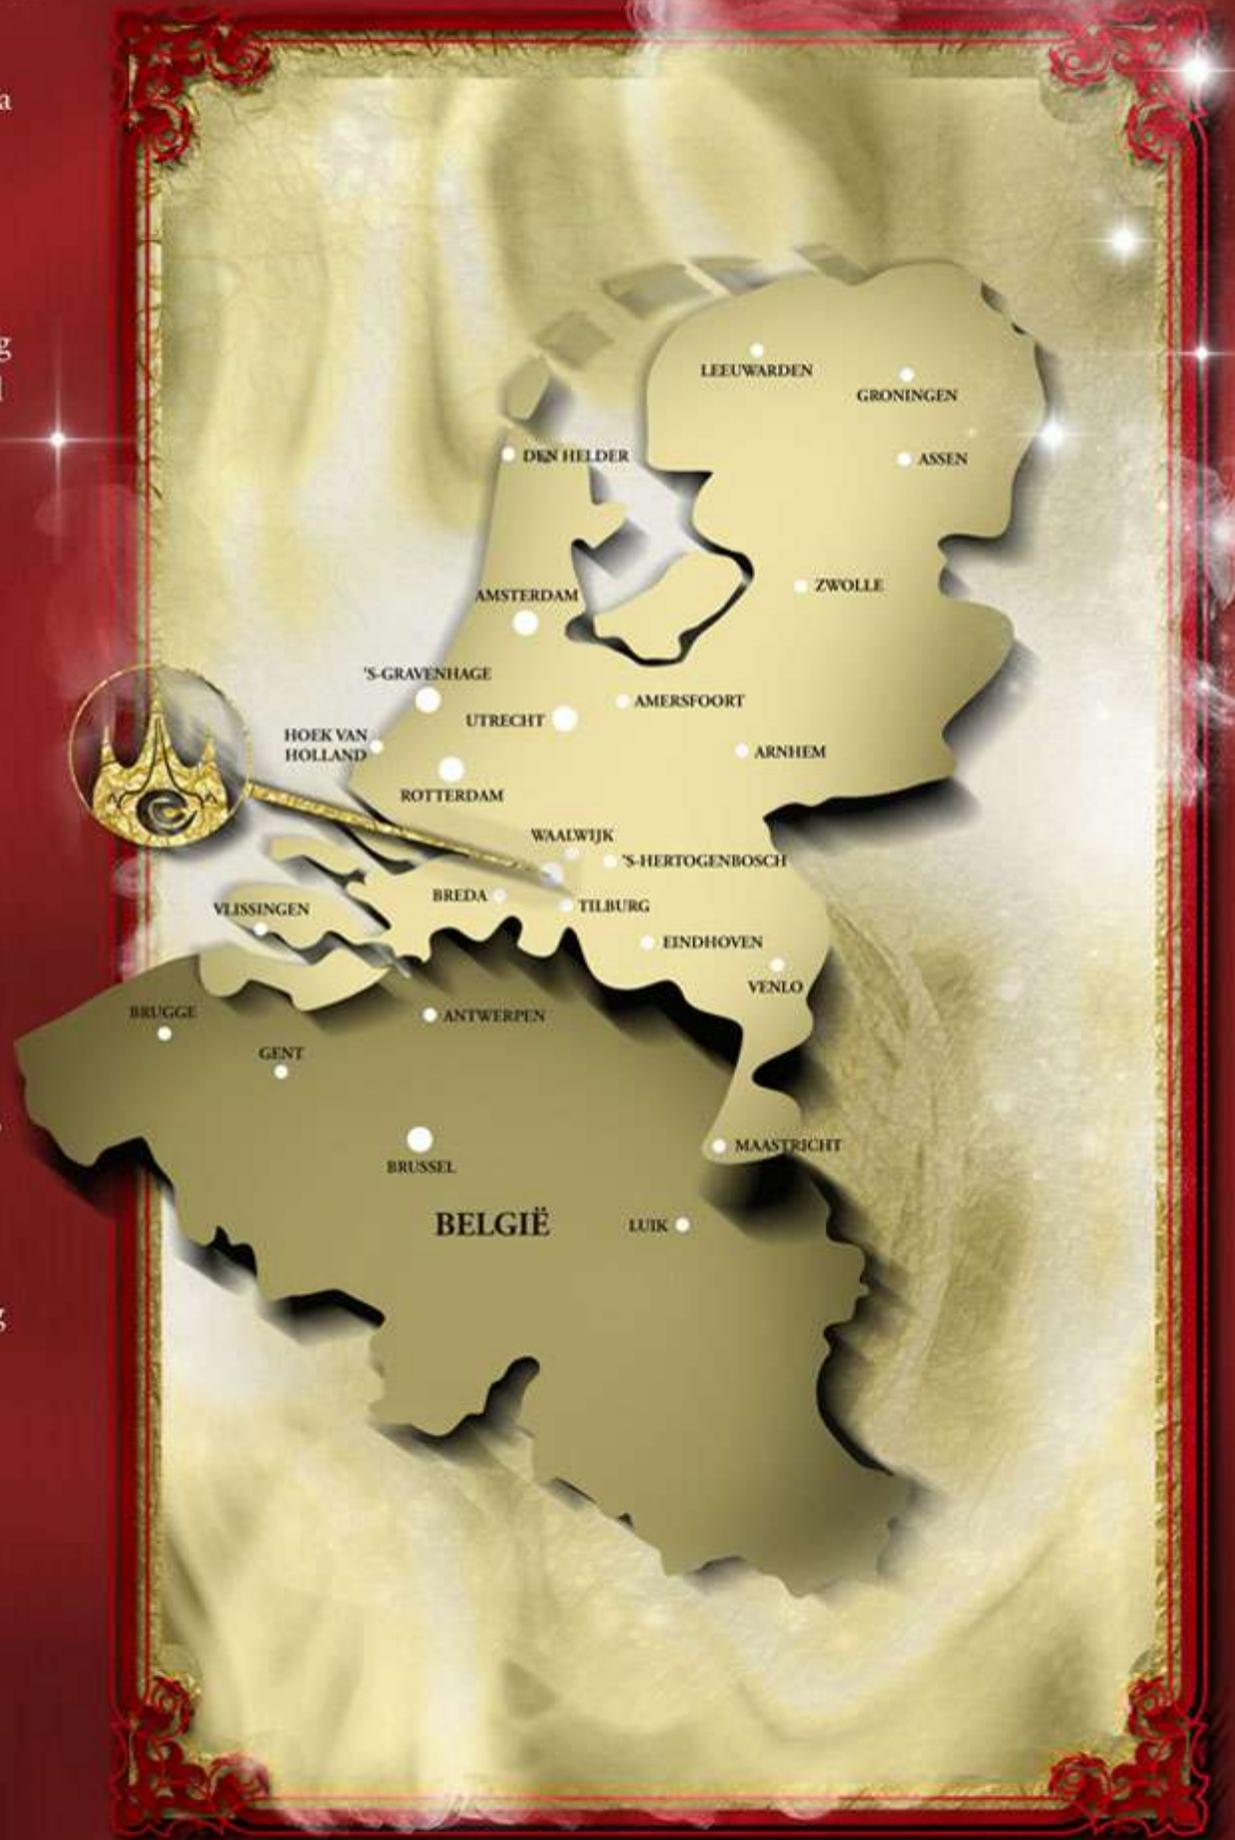 LEEUWARDEN
GRONINGEN
DEN HELDER
ASSEN
ZWOLLE
AMSTERDAM
'S-GRAVENHAGE
AMERSFOORT
UTRECHT
HOEK VAN
HOLLAND
ARNHEM
ROTTERDAM
WAALWIJK
'S-HERTOGENBOSCH
BREDA
TILBURG
VLISSINGEN
EINDHOVEN
VENLO
BRUGGE
ANTWERPEN
GENT
MAASTRICHT
BRUSSEL
BELGIË
LUIK